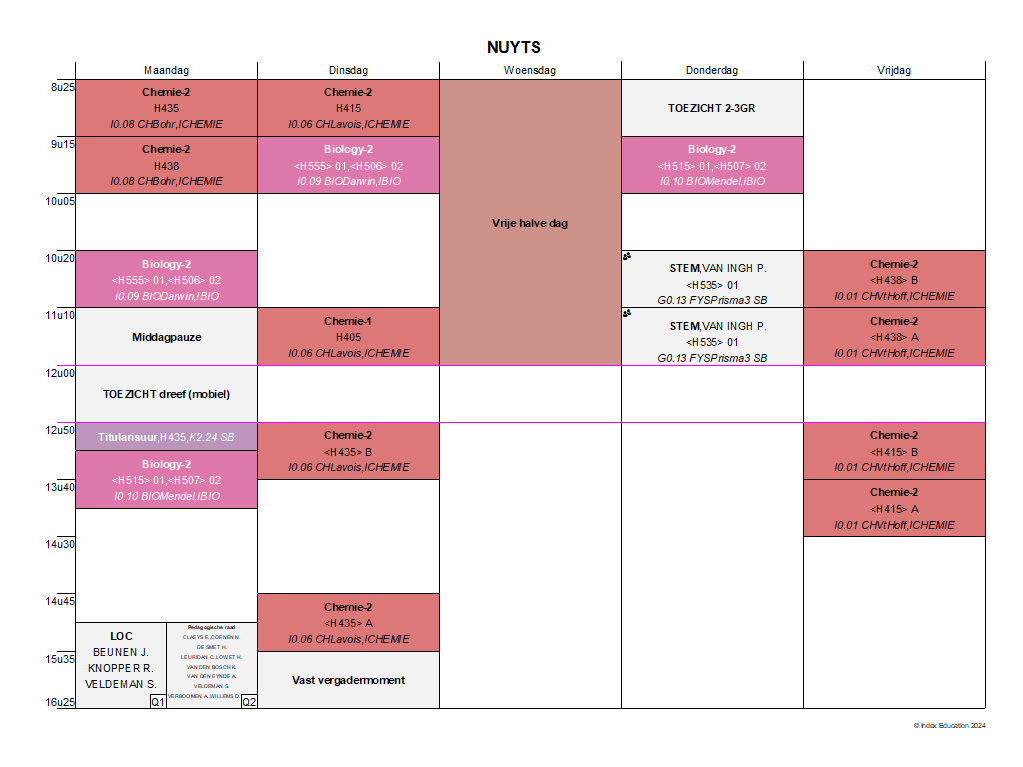 NUYTS
Maandag
Dinsdag
Woensdag
Donderdag
Vrijdag
8u25
9u15
10u05
10u20
11u10
12u00
12u50
13u40
14u30
14u45
15u35
16u25
Chemie-2
H435
I0.08 CHBohr,ICHEMIE
Chemie-2
H438
I0.08 CHBohr,ICHEMIE
Biology-2
<H555> 01,<H506> 02
I0.09 BIODarwin,IBIO
Middagpauze
TOEZICHT dreef (mobiel)
Titularisuur,H435,K2.24 SB
Biology-2
<H515> 01,<H507> 02
I0.10 BIOMendel,IBIO
LOC
BEUNEN J.
KNOPPER R.
VELDEMAN S.
Q1
Pedagogische raad
CLAEYS E.,COENEN N.
DE SMET H.
LEURIDAN C.,LOWET H.
VAN DEN BOSCH K.
VAN DEN EYNDE A.
VELDEMAN S.
VERBOOMEN A.,WILLEMS D.
Q2
Chemie-2
H415
I0.06 CHLavois,ICHEMIE
Biology-2
<H555> 01,<H506> 02
I0.09 BIODarwin,IBIO
Chemie-1
H405
I0.06 CHLavois,ICHEMIE
Chemie-2
<H435> B
I0.06 CHLavois,ICHEMIE
Chemie-2
<H435> A
I0.06 CHLavois,ICHEMIE
Vast vergadermoment
Vrije halve dag
TOEZICHT 2-3GR
Biology-2
<H515> 01,<H507> 02
I0.10 BIOMendel,IBIO
STEM,VAN INGH P.
<H535> 01
G0.13 FYSPrisma3 SB
STEM,VAN INGH P.
<H535> 01
G0.13 FYSPrisma3 SB
Chemie-2
<H438> B
I0.01 CHVtHoff,ICHEMIE
Chemie-2
<H438> A
I0.01 CHVtHoff,ICHEMIE
Chemie-2
<H415> B
I0.01 CHVtHoff,ICHEMIE
Chemie-2
<H415> A
I0.01 CHVtHoff,ICHEMIE
© Index Education 2024